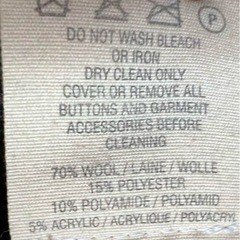 P
DO NOT WASH BLEACH
OR IRON
DRY CLEAN ONLY
COVER OR REMOVE ALL
BUTTONS AND GARMENT
ACCESSORIES BEFORE
CLEANING
70% WOOL / LAINE / WOLLE
15% POLYESTER
10% POLYAMIDE / POLYAMID
5% ACRYLIC / ACRYLIQUE / POLYACRYL